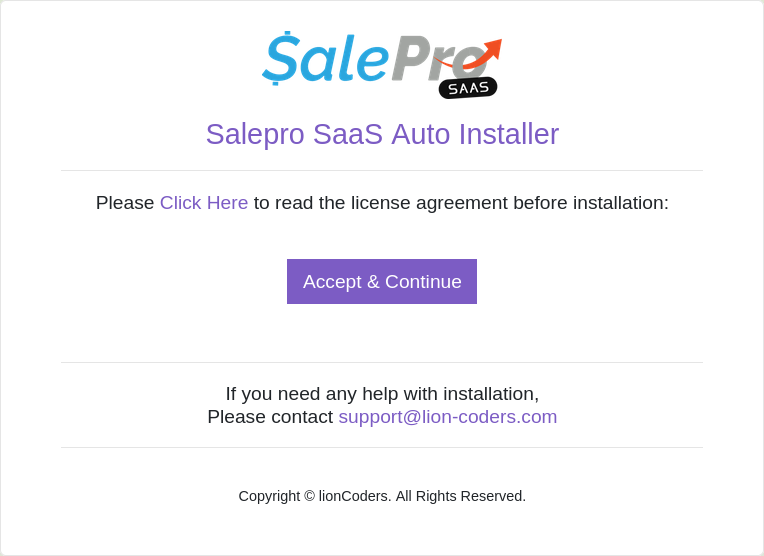 $alePro
SAAS
Salepro SaaS Auto Installer
Please Click Here to read the license agreement before installation:
Accept & Continue
If you need any help with installation,
Please contact support@lion-coders.com
Copyright © lionCoders. All Rights Reserved.